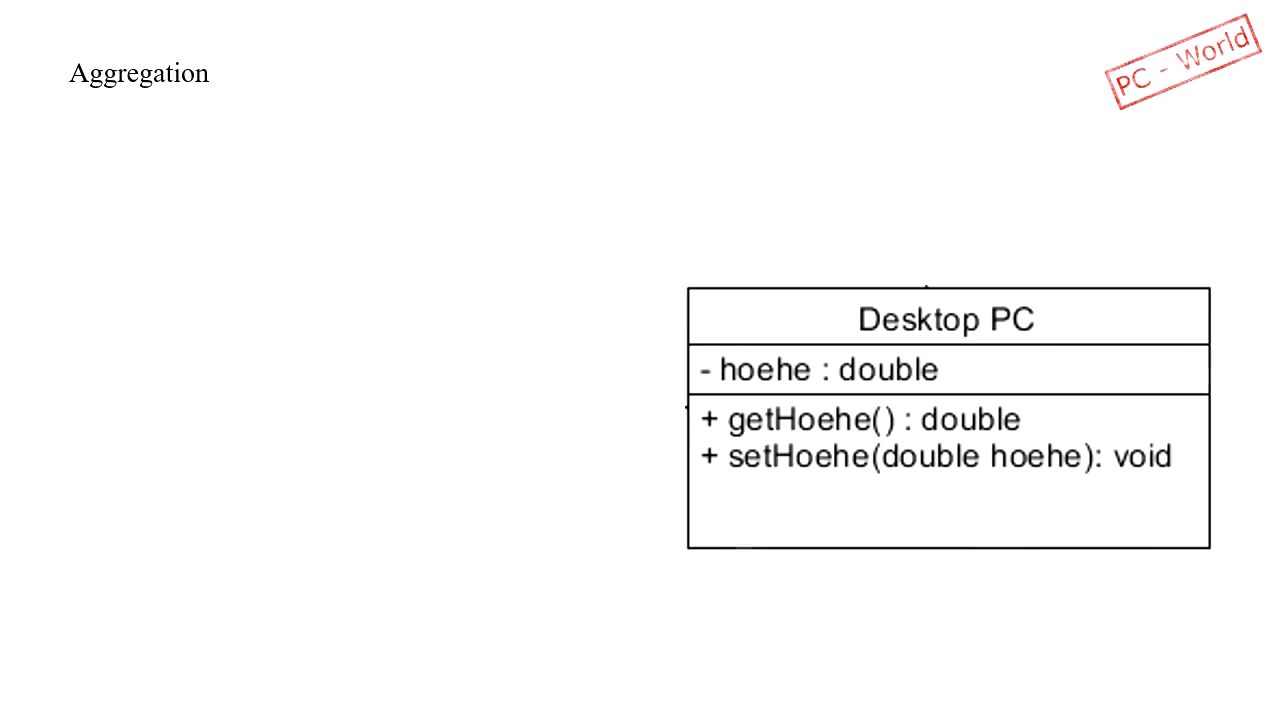 Aggregation
PC - World
Desktop PC
- hoehe : double
+ getHoehe() : double
+ setHoehe(double hoehe): void